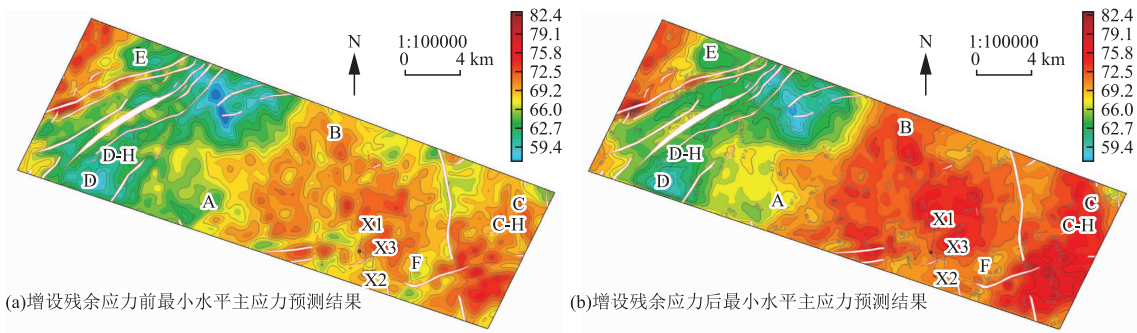 82.4
79.1
75.8
72.5
69.2
66.0
62.7
59.4
N
1:100000
0 4 km
E
B
D-H
D
A
C
C-H
X1
X3
F
X2
(a)增设残余应力前最小水平主应力预测结果
82.4
79.1
75.8
72.5
69.2
66.0
62.7
59.4
N
1:100000
0 4 km
E
B
D-H
D
A
C
C-H
X1
X3
F
X2
(b)增设残余应力后最小水平主应力预测结果